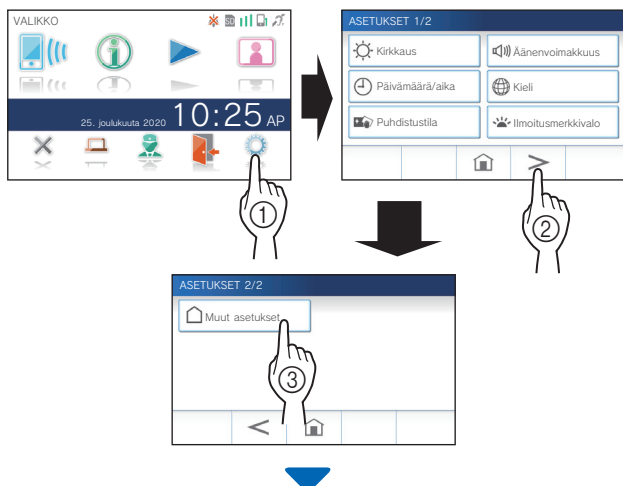 VALIKKO
SD
25. joulukuuta 2020 10:25 AP
①
ASETUKSET 1/2
Kirkkaus
Äänenvoimakkuus
Päivämäärä/aika
Kieli
Puhdistustila
Ilmoitusmerkkivalo
②
ASETUKSET 2/2
Muut asetukset
③